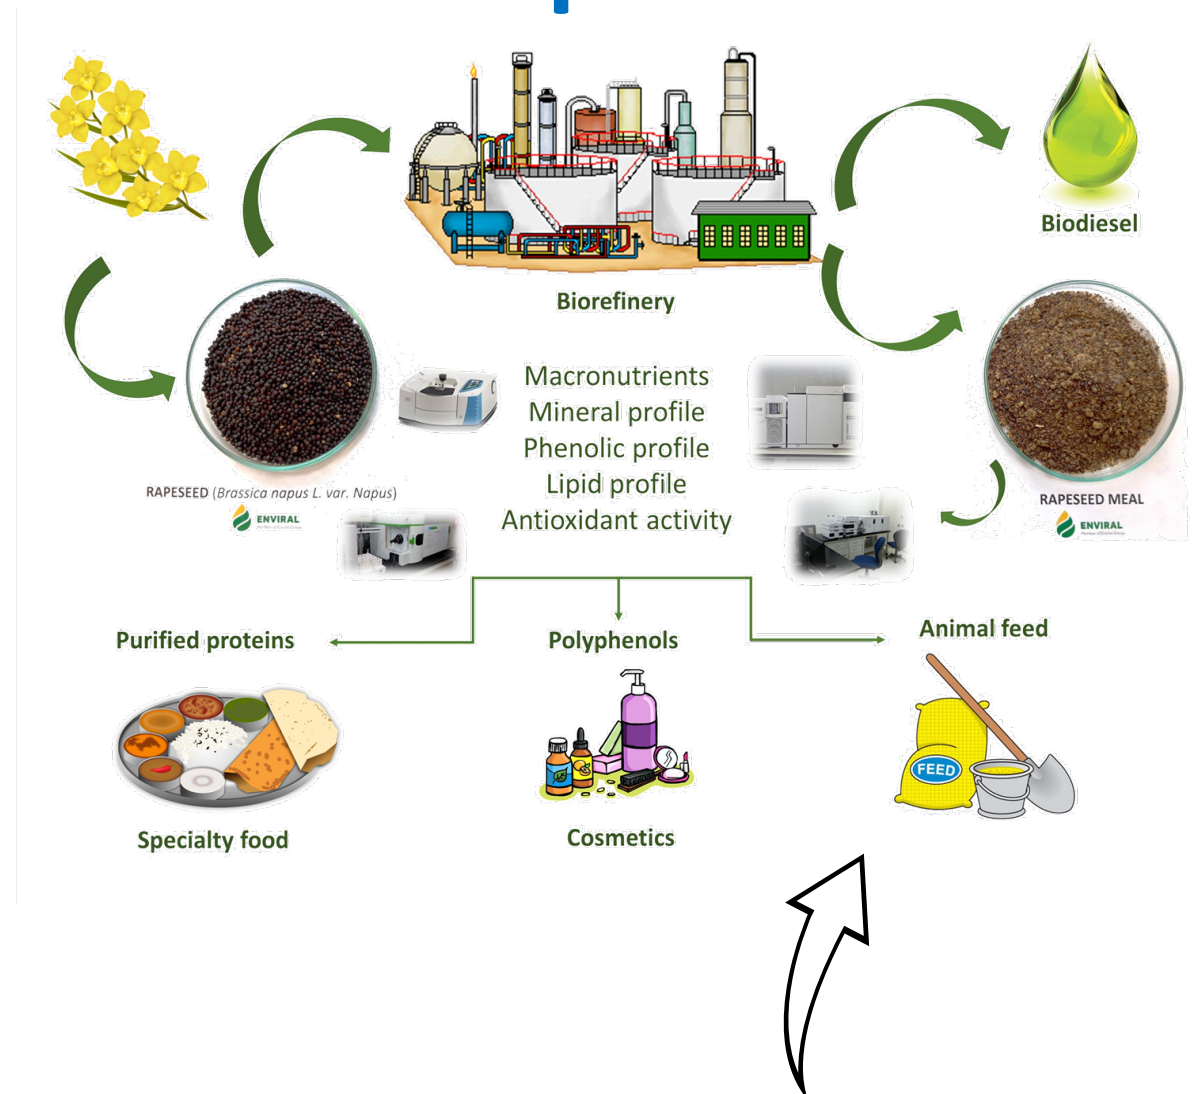 Biodiesel
Biorefinery
Macronutrients
Mineral profile
Phenolic profile
Lipid profile
Antioxidant activity
RAPESEED (Brassica napus L. var. Napus)
ENVIRAL
RAPESEED MEAL
ENVIRAL
Purified proteins
Polyphenols
Animal feed
FEED
Specialty food
Cosmetics